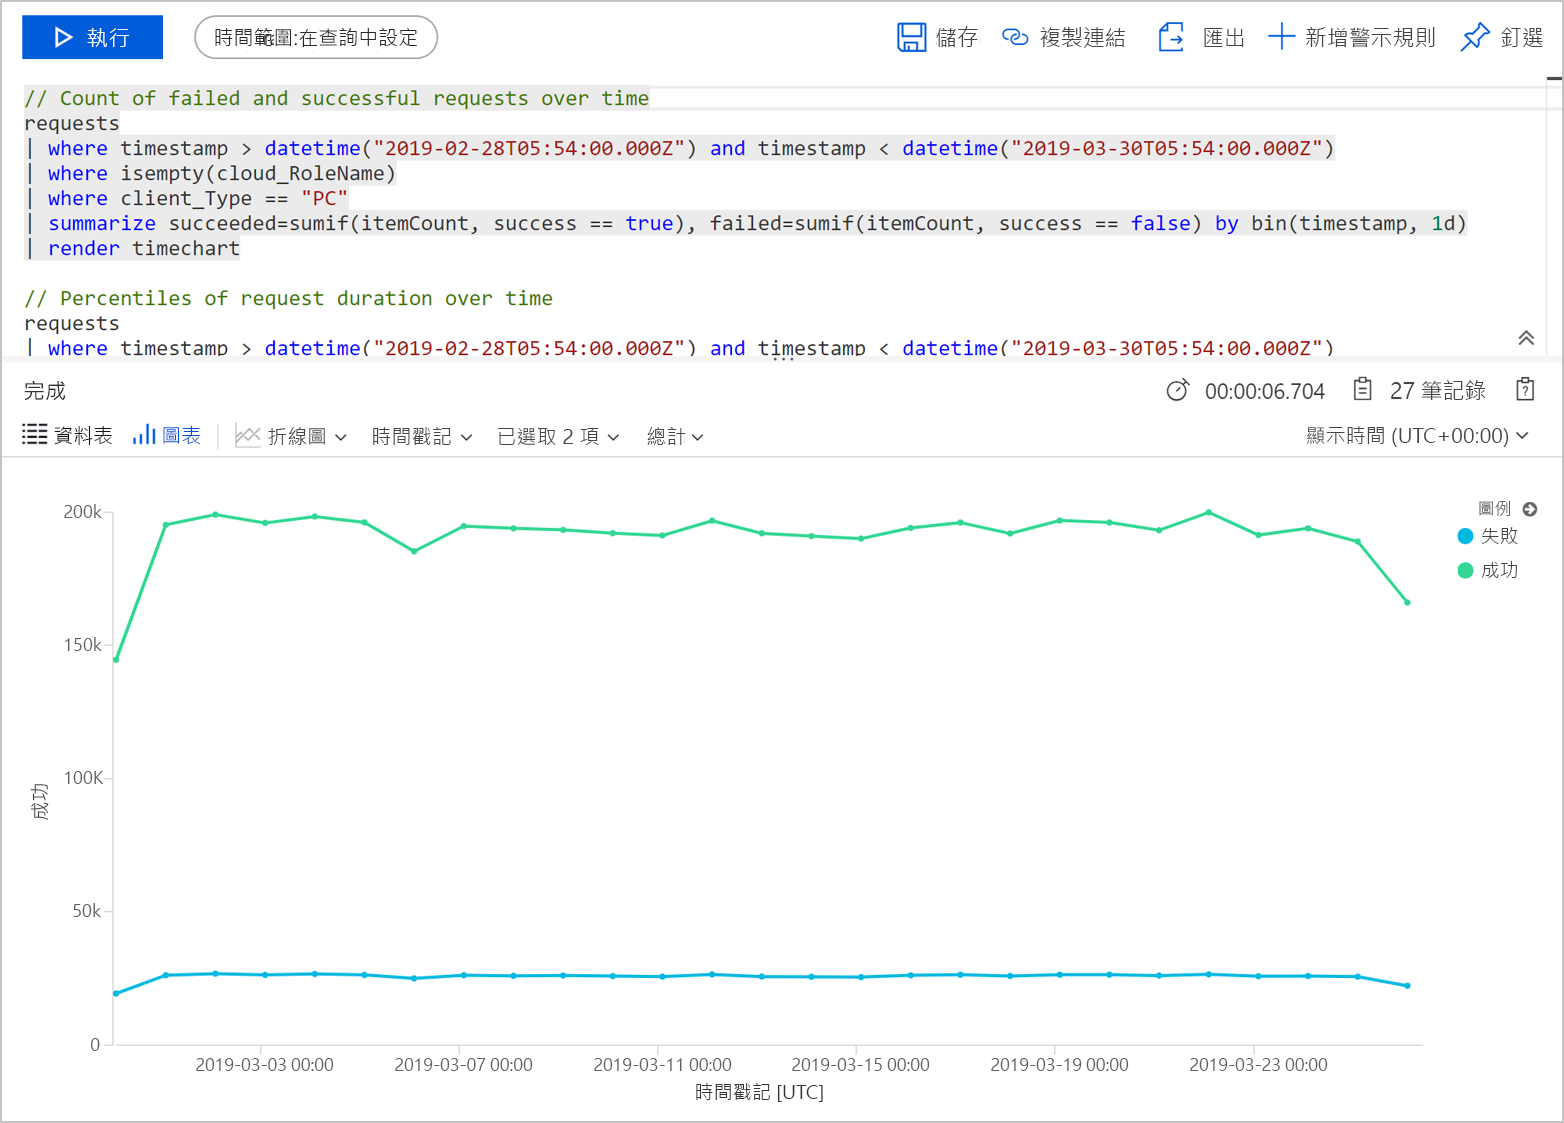 執行
時間範圍:在查詢中設定
儲存
複製連結
匯出
新增警示規則
釘選
// Count of failed and successful requests over time
requests
| where timestamp > datetime("2019-02-28T05:54:00.000Z") and timestamp < datetime("2019-03-30T05:54:00.000Z")
| where isempty(cloud_RoleName)
| where client_Type == "PC"
| summarize succeeded=sumif(itemCount, success == true), failed=sumif(itemCount, success == false) by bin(timestamp, 1d)
| render timechart
// Percentiles of request duration over time
requests
| where timestamp > datetime("2019-02-28T05:54:00.000Z") and timestamp < datetime("2019-03-30T05:54:00.000Z")
完成
00:00:06.704
27 筆記錄
資料表
圖表
折線圖
時間戳記
已選取 2 項
總計
顯示時間 (UTC+00:00)
200k
150k
100K
50k
0
成功
圖例
失敗
成功
2019-03-03 00:00
2019-03-07 00:00
2019-03-11 00:00
2019-03-15 00:00
2019-03-19 00:00
2019-03-23 00:00
時間戳記 [UTC]